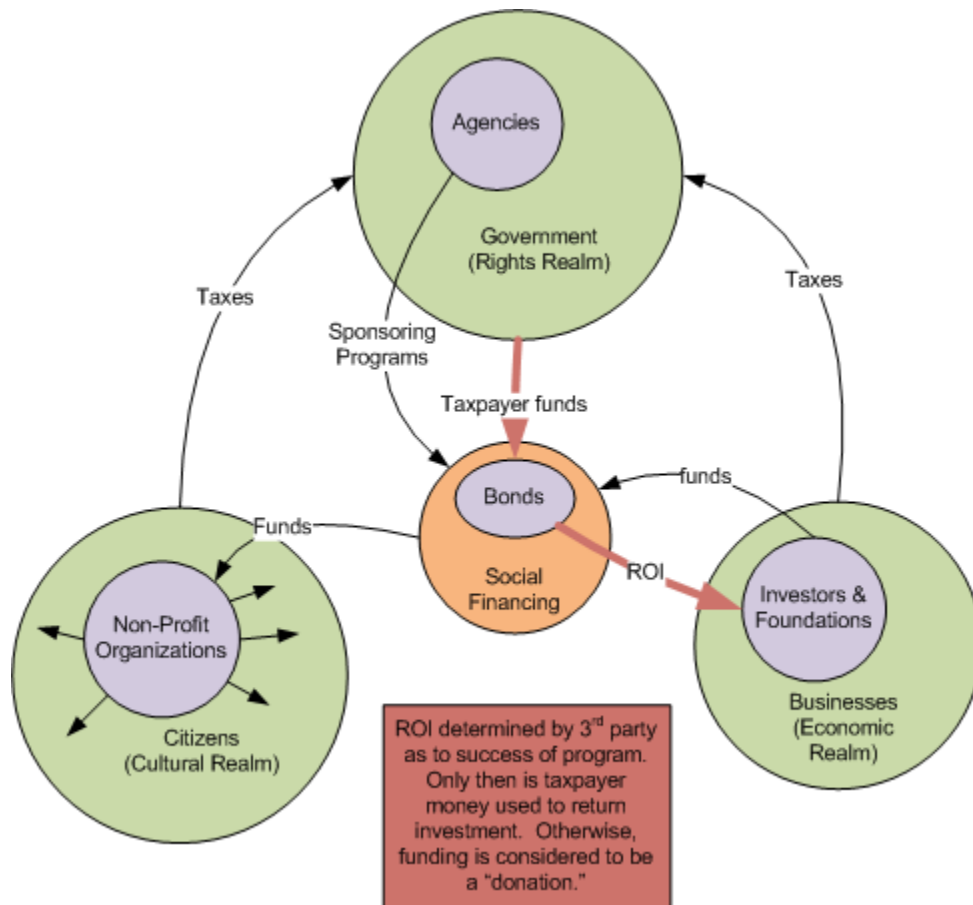 Agencies
Government
(Rights Realm)
Taxes
Taxes
Sponsoring
Programs
Taxpayer funds
Bonds
funds
Funds
Social
Financing
ROI
Investors &
Foundations
Non-Profit
Organizations
Businesses
(Economic
Realm)
Citizens
(Cultural Realm)
ROI determined by 3rd party
as to success of program.
Only then is taxpayer
money used to return
investment.  Otherwise,
funding is considered to be
a “donation.”